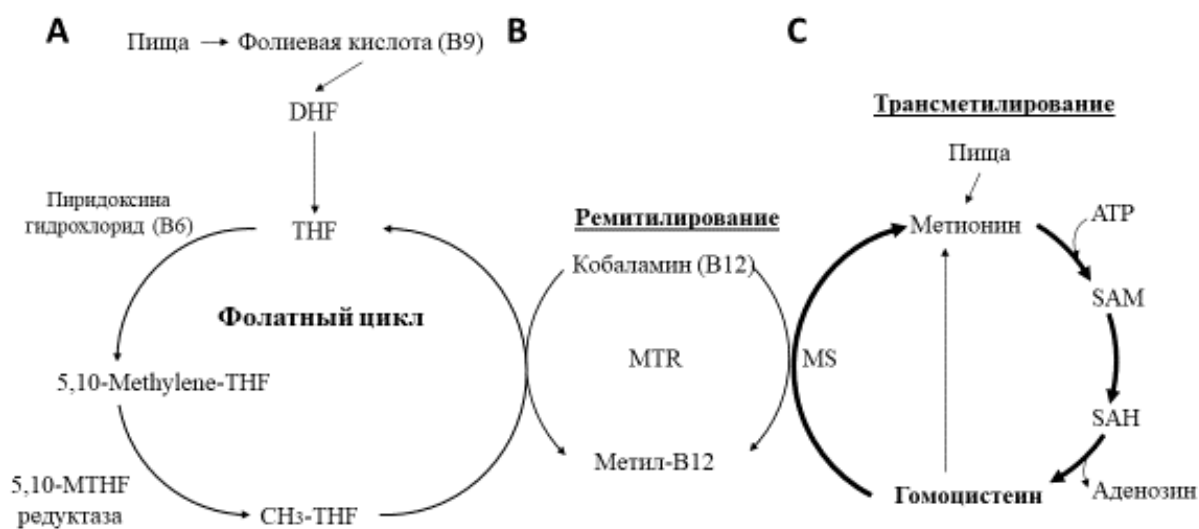 A
B
C
Пища
Фолиевая кислота (B9)
DHF
Пиридоксина
гидрохлорид (B6)
THF
Фолатный цикл
5,10-Methylene-THF
5,10-MTHF
редуктаза
CH₃-THF
Ремитилирование
Кобаламин (B12)
MTR
MS
Метил-B12
Трансметилирование
Пища
Метионин
ATP
SAM
SAH
Гомоцистеин
Аденозин